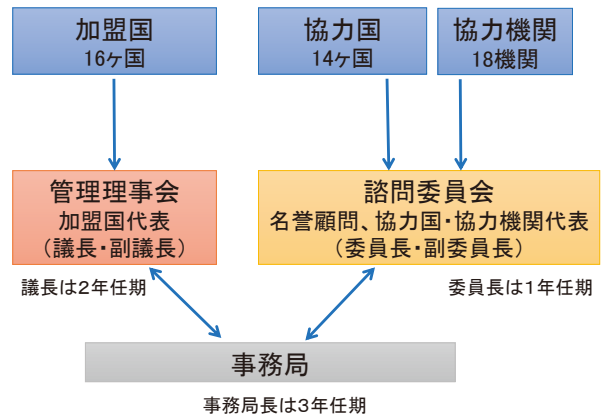 加盟国
16ヶ国
協力国
14ヶ国
協力機関
18機関
管理理事会
加盟国代表
（議長・副議長）
諮問委員会
名誉顧問、協力国・協力機関代表
（委員長・副委員長）
議長は2年任期
委員長は1年任期
事務局
事務局長は3年任期